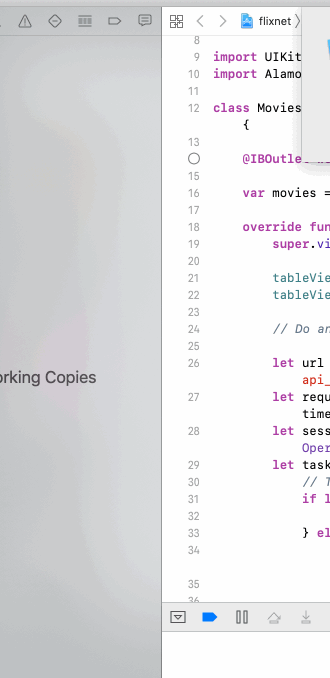 flixnet
orking Copies
8
9 import UIKit
10 import Alamo
11
12 class Movies
{
13
@IBOutlet
15
16 var movies =
17
18 override fun
19 super.vi
20
21 tableVie
22 tableVie
23
24 // Do an
25
26 let url
api_
27 let requ
time
28 let sess
Oper
29 let task
30 // T
31 if l
32
33 } el
34
35
36